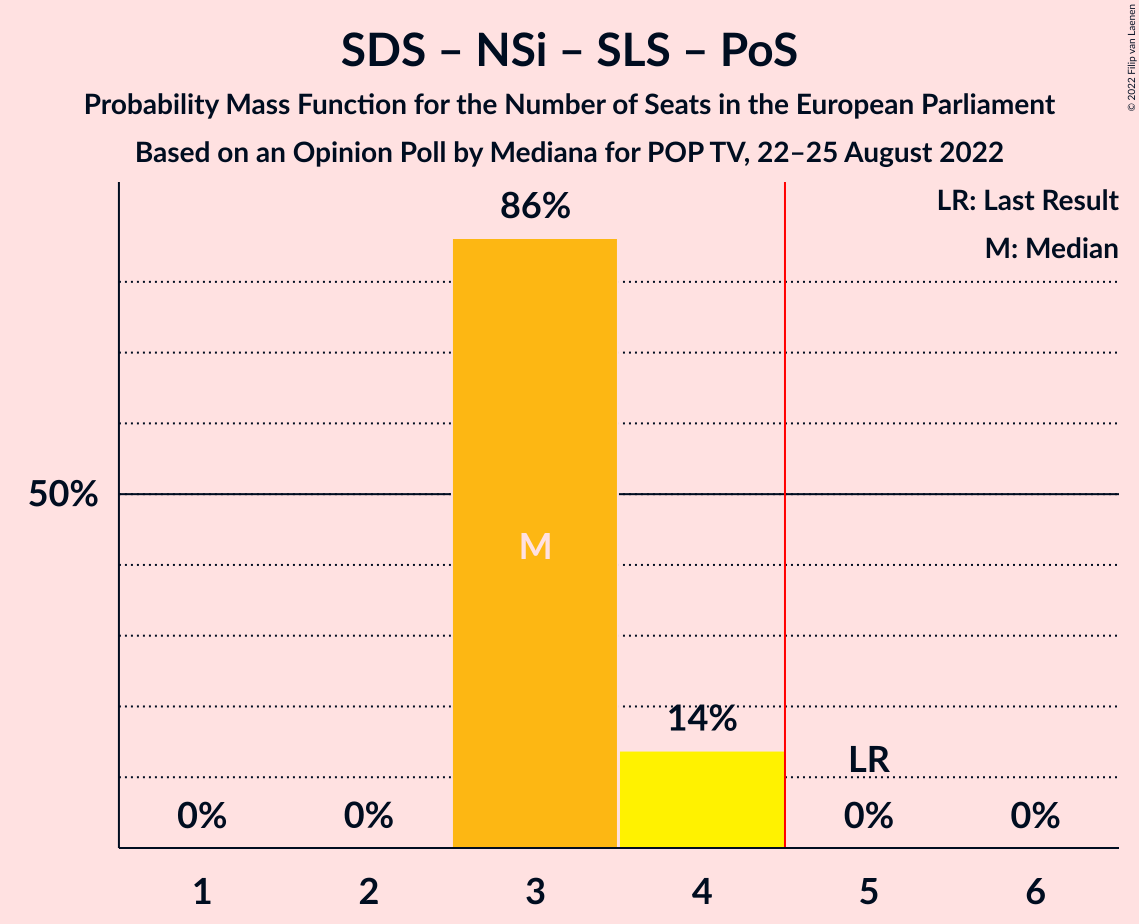 SDS – NSi – SLS – PoS
Probability Mass Function for the Number of Seats in the European Parliament
Based on an Opinion Poll by Mediana for POP TV, 22–25 August 2022
© 2022 Filip van Laenen
LR: Last Result
M: Median
86%
50%
M
14%
LR
0%
0%
0%
0%
1
2
3
4
5
6